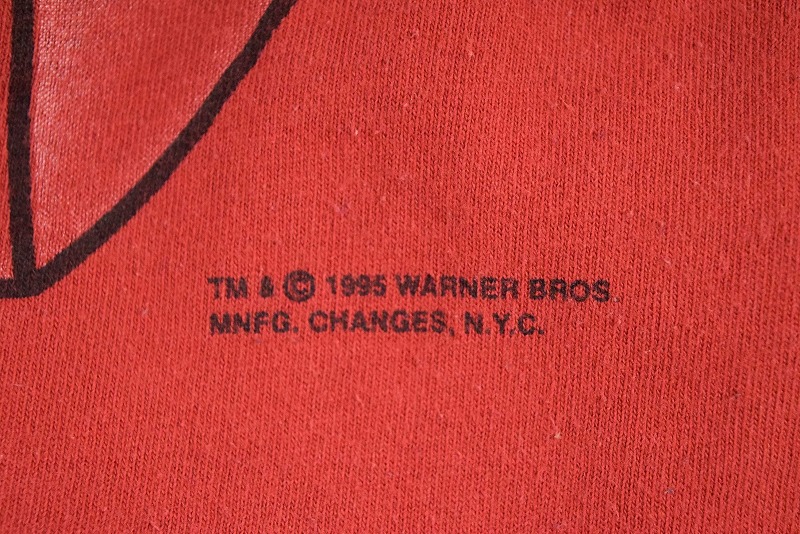 TM & © 1995 WARNER BROS.
MNFG. CHANGES, N.Y.C.